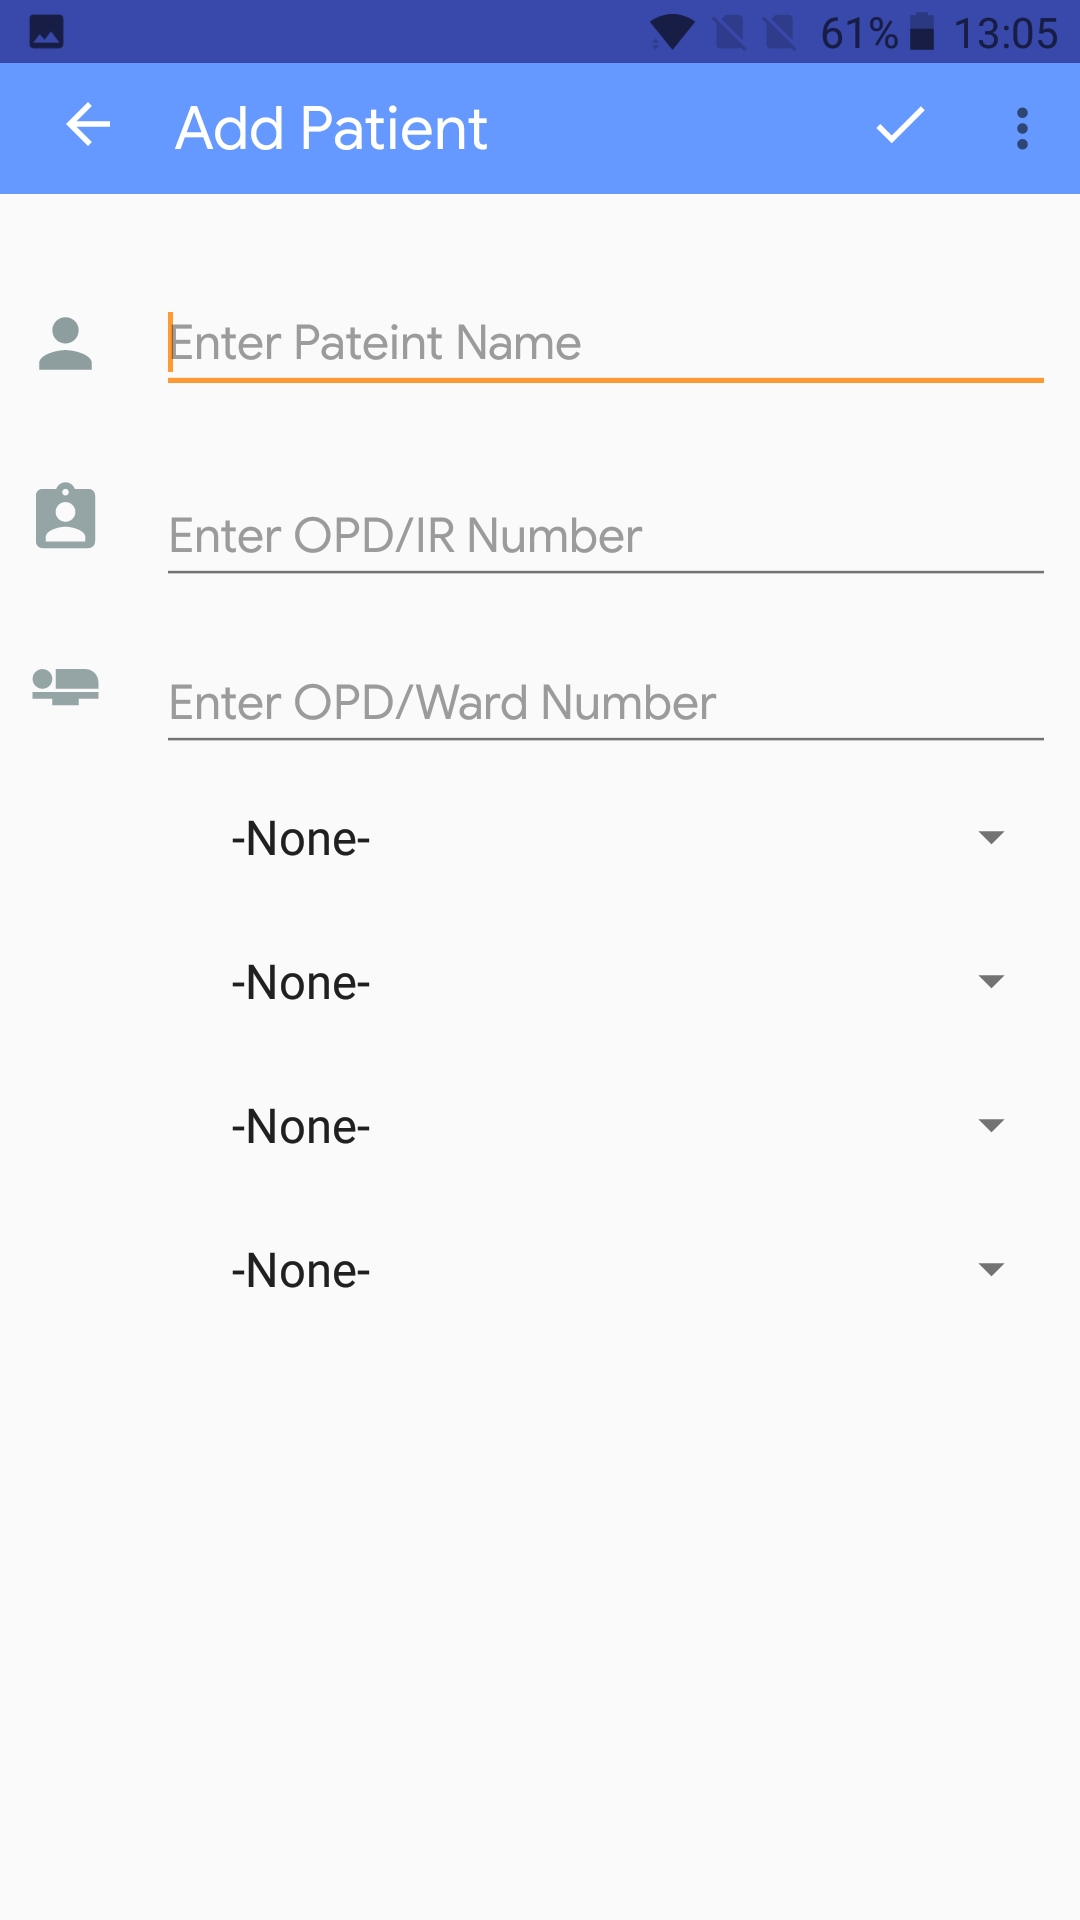 61% 13:05
Add Patient
Enter Pateint Name
Enter OPD/IR Number
Enter OPD/Ward Number
-None-
-None-
-None-
-None-